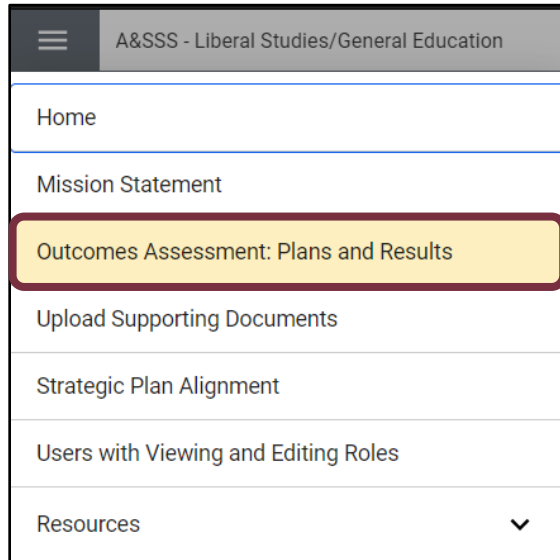 A&SSS - Liberal Studies/General Education
Home
Mission Statement
Outcomes Assessment: Plans and Results
Upload Supporting Documents
Strategic Plan Alignment
Users with Viewing and Editing Roles
Resources